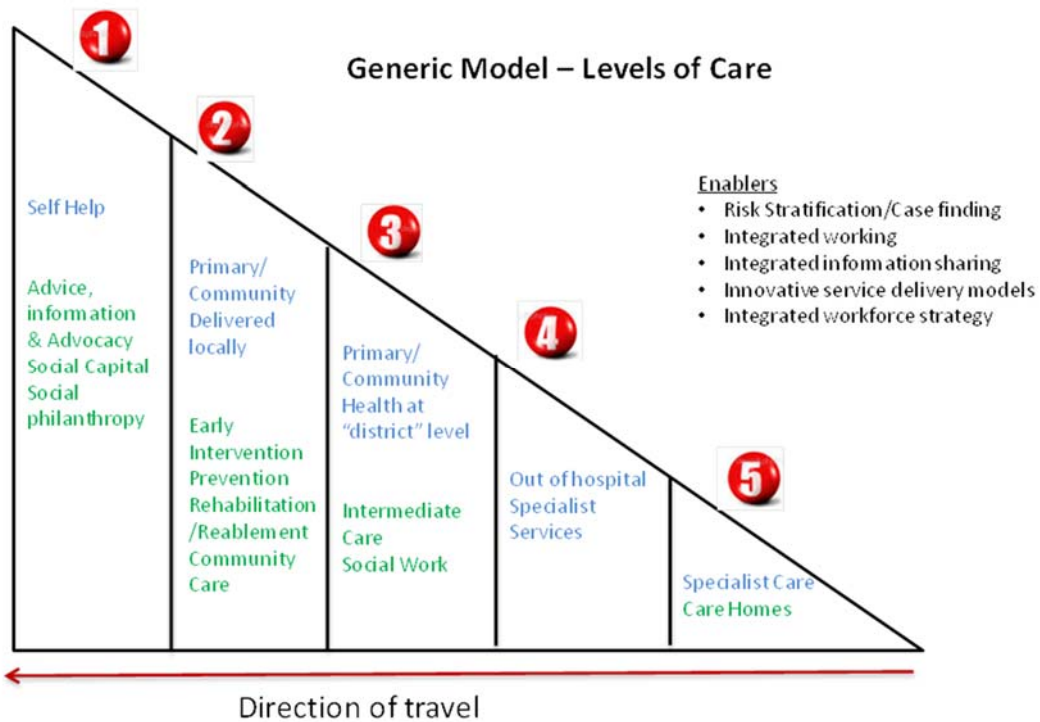 1
Generic Model – Levels of Care
2
Enablers
• Risk Stratification/Case finding
• Integrated working
• Integrated information sharing
• Innovative service delivery models
• Integrated workforce strategy
3
4
5
Self Help
Advice,
information
& Advocacy
Social Capital
Social
philanthropy
Primary/
Community
Delivered
locally
Early
Intervention
Prevention
Rehabilitation
/Reablement
Community
Care
Primary/
Community
Health at
“district” level
Intermediate
Care
Social Work
Out of hospital
Specialist
Services
Specialist Care
Care Homes
Direction of travel